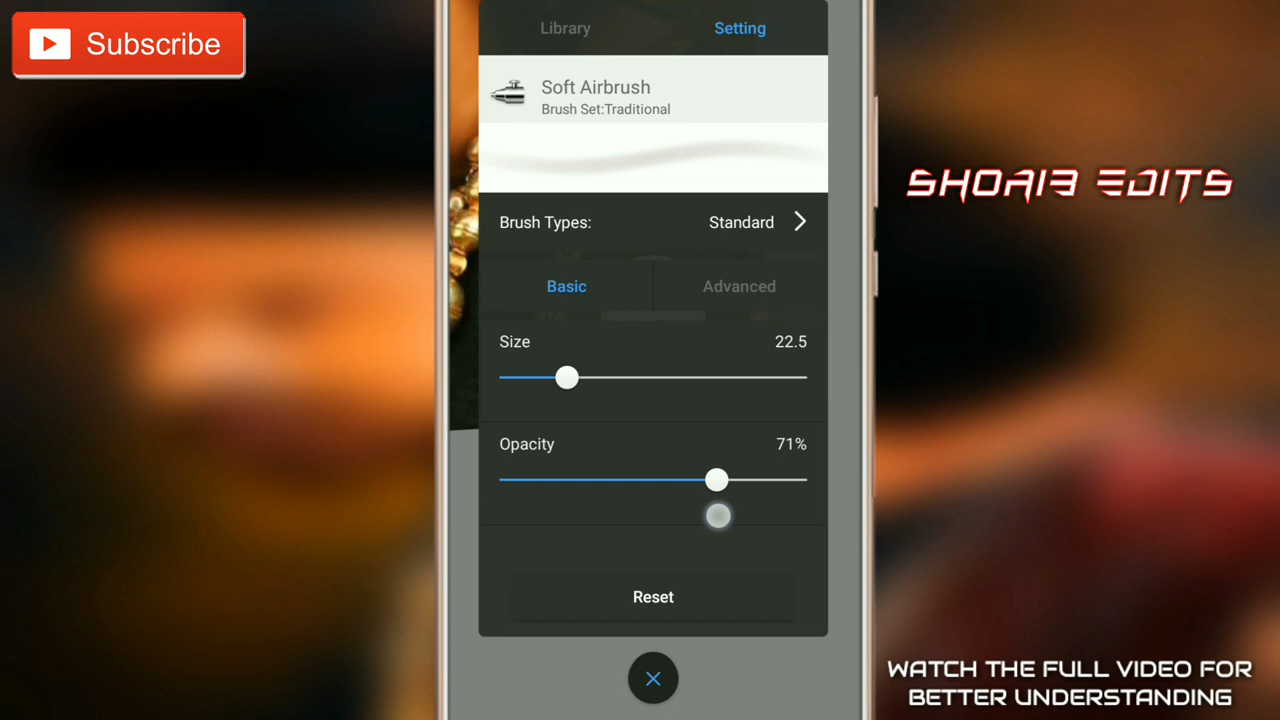 Subscribe
Library
Setting
Soft Airbrush
Brush Set:Traditional
Brush Types:
Standard
Basic
Advanced
Size
22.5
Opacity
71%
Reset
SHOAIB EDITS
WATCH THE FULL VIDEO FOR
BETTER UNDERSTANDING